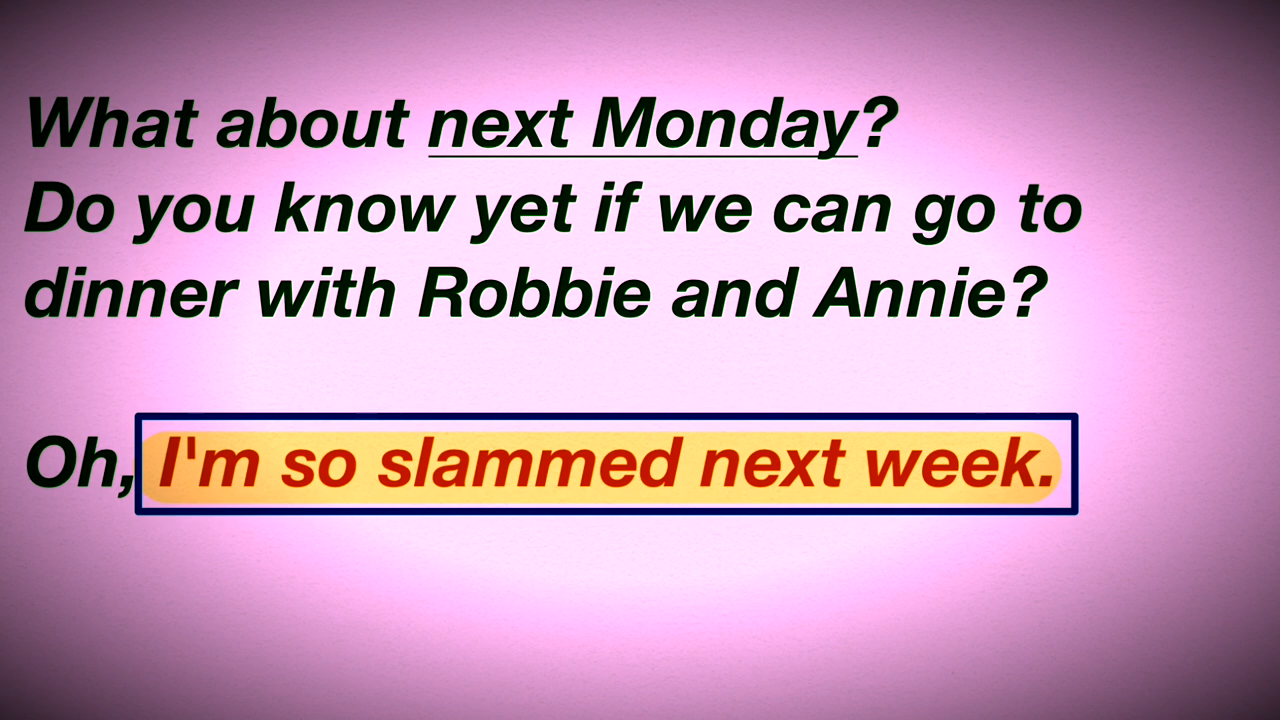 What about next Monday?
Do you know yet if we can go to
dinner with Robbie and Annie?
Oh, I'm so slammed next week.